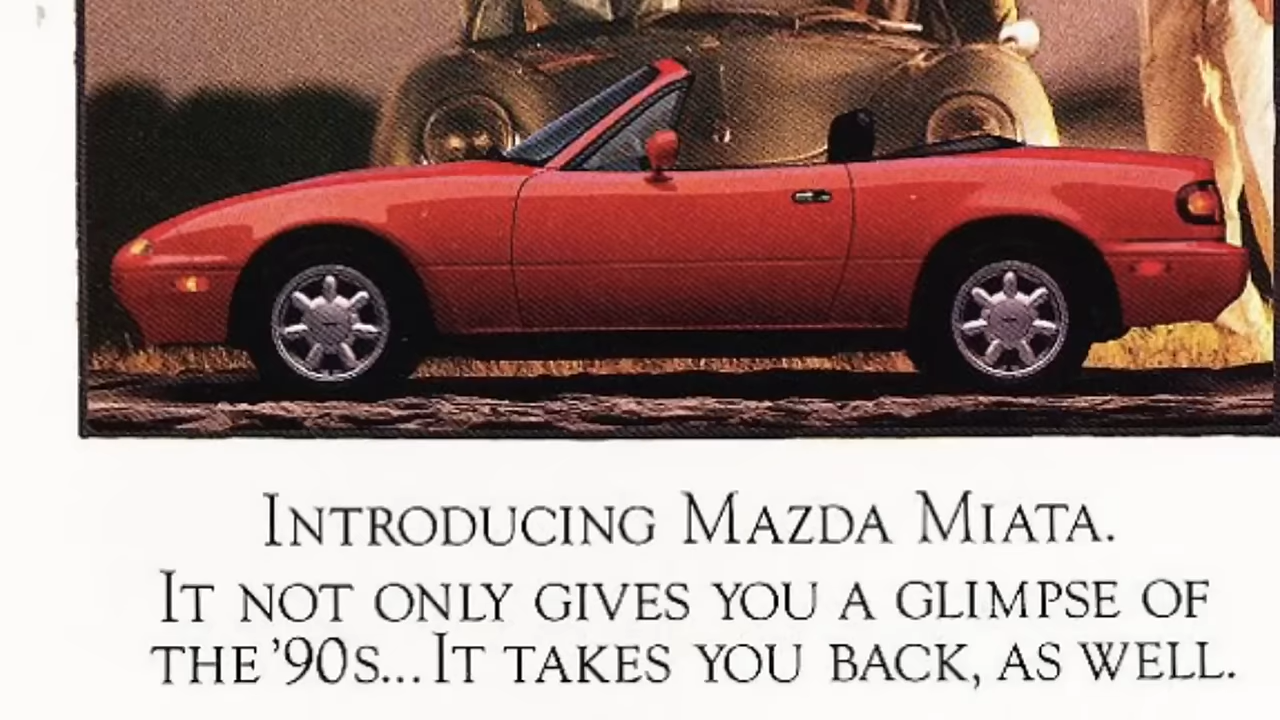 INTRODUCING MAZDA MIATA.
IT NOT ONLY GIVES YOU A GLIMPSE OF
THE '90S... IT TAKES YOU BACK, AS WELL.